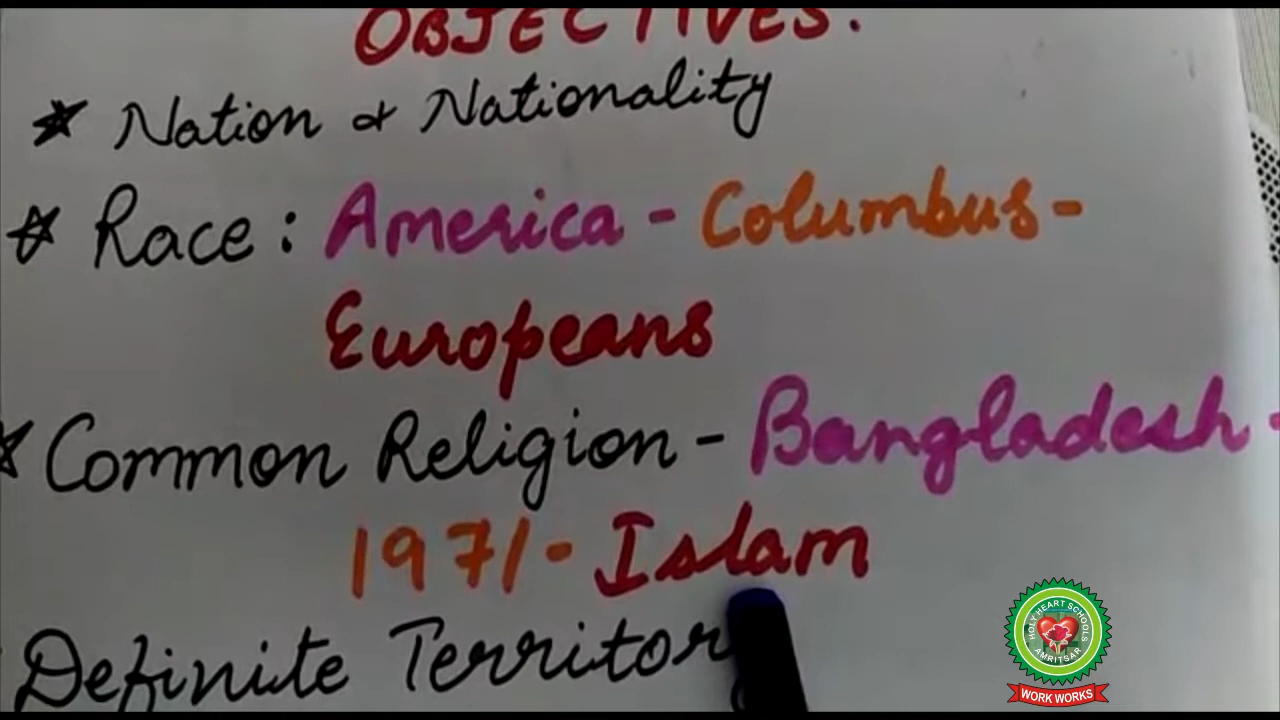 OBJECTIVES.
* Nation & Nationality
* Race: America - Columbus -
Europeans
* Common Religion - Bangladesh -
1971 - Islam
Definite Territor
HOLY HEART SCHOOLS
AMRITSAR
WORK WORKS